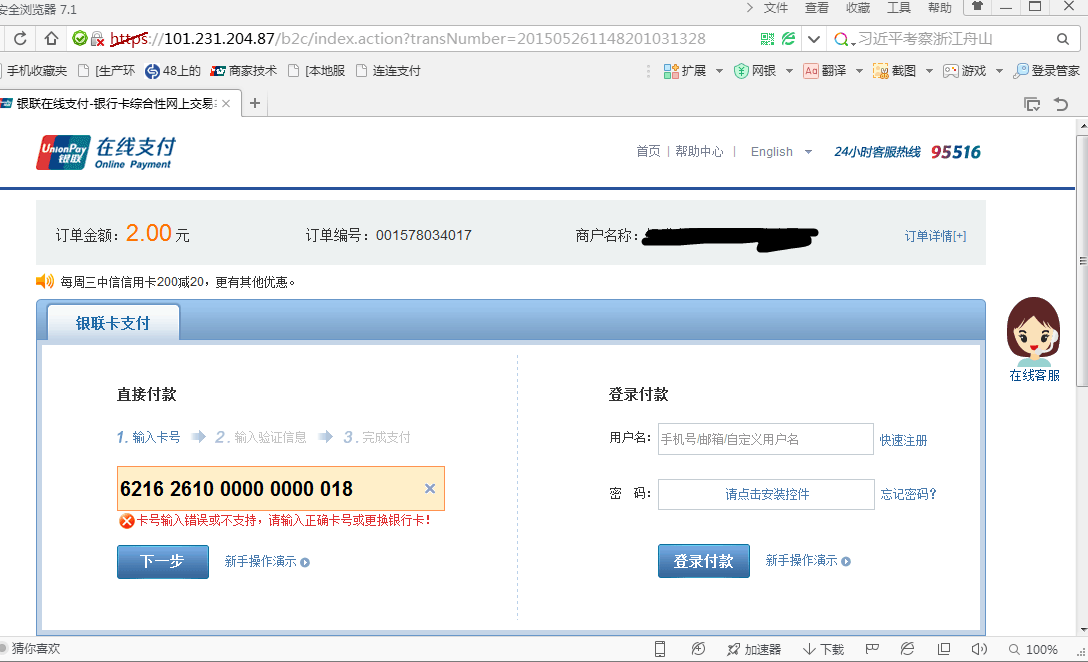 安全浏览器 7.1
文件 查看 收藏 工具 帮助
https://101.231.204.87/b2c/index.action?transNumber=201505261148201031328
习近平考察浙江舟山
手机收藏夹 [生产环 48上的 商家技术 [本地服 连连支付
扩展 网银 Aあ 翻译 截图 游戏 登录管家
银联在线支付-银行卡综合性网上交易
UnionPay 银联 在线支付
Online Payment
首页 | 帮助中心 | English
24小时客服热线 95516
订单金额: 2.00 元
订单编号: 001578034017
商户名称:
订单详情[+]
每周三中信信用卡200减20，更有其他优惠。
银联卡支付
在线客服
直接付款
1. 输入卡号 2. 输入验证信息 3. 完成支付
6216 2610 0000 0000 018
卡号输入错误或不支持，请输入正确卡号或更换银行卡！
下一步 新手操作演示
登录付款
用户名: 手机号/邮箱/自定义用户名 快速注册
密 码: 请点击安装控件 忘记密码?
登录付款 新手操作演示
猜你喜欢
加速器 下载 100%